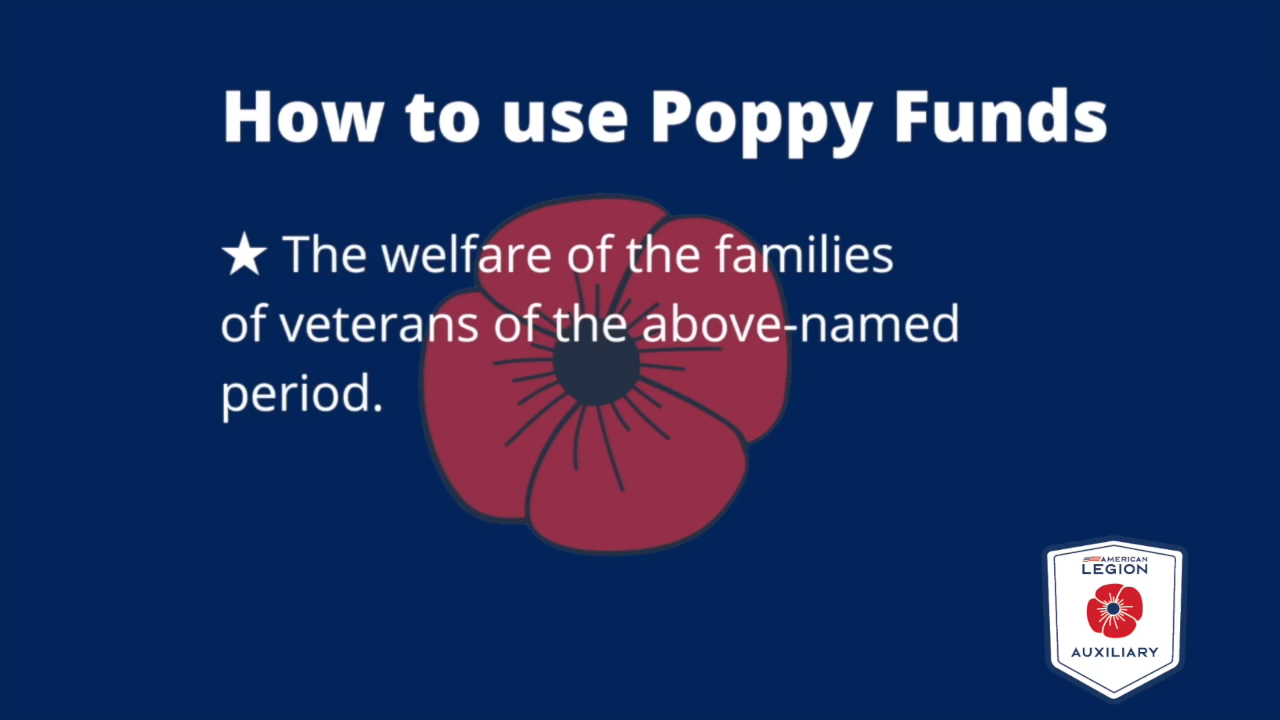 How to use Poppy Funds
★ The welfare of the families
of veterans of the above-named
period.
AMERICAN
LEGION
AUXILIARY